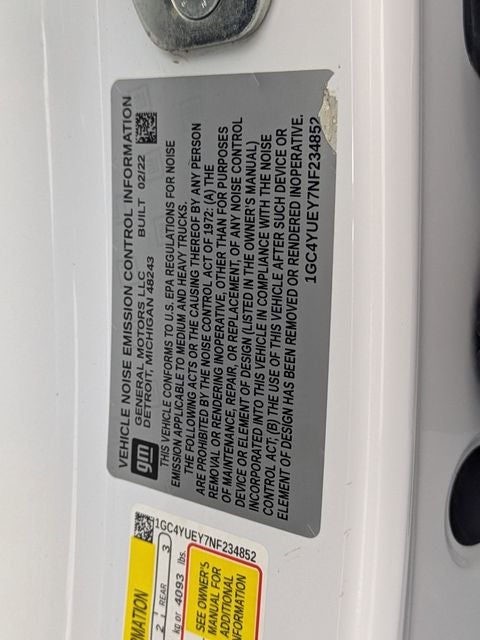 VEHICLE NOISE EMISSION CONTROL INFORMATION
GENERAL MOTORS LLC BUILT 02/22
DETROIT, MICHIGAN 48243
gm
THIS VEHICLE CONFORMS TO U.S. EPA REGULATIONS FOR NOISE
EMISSION APPLICABLE TO MEDIUM AND HEAVY TRUCKS.
THE FOLLOWING ACTS OR THE CAUSING THEREOF BY ANY PERSON
ARE PROHIBITED BY THE NOISE CONTROL ACT OF 1972: (A) THE
REMOVAL OR RENDERING INOPERATIVE, OTHER THAN FOR PURPOSES
OF MAINTENANCE, REPAIR, OR REPLACEMENT, OF ANY NOISE CONTROL
DEVICE OR ELEMENT OF DESIGN (LISTED IN THE OWNER'S MANUAL)
INCORPORATED INTO THIS VEHICLE IN COMPLIANCE WITH THE NOISE
CONTROL ACT, (B) THE USE OF THIS VEHICLE AFTER SUCH DEVICE OR
ELEMENT OF DESIGN HAS BEEN REMOVED OR RENDERED INOPERATIVE.
1GC4YUEY7NF234852
1GC4YUEY7NF234852
2 REAR 3
kg or 4093 lbs.
SEE OWNER'S
MANUAL FOR
ADDITIONAL
INFORMATION